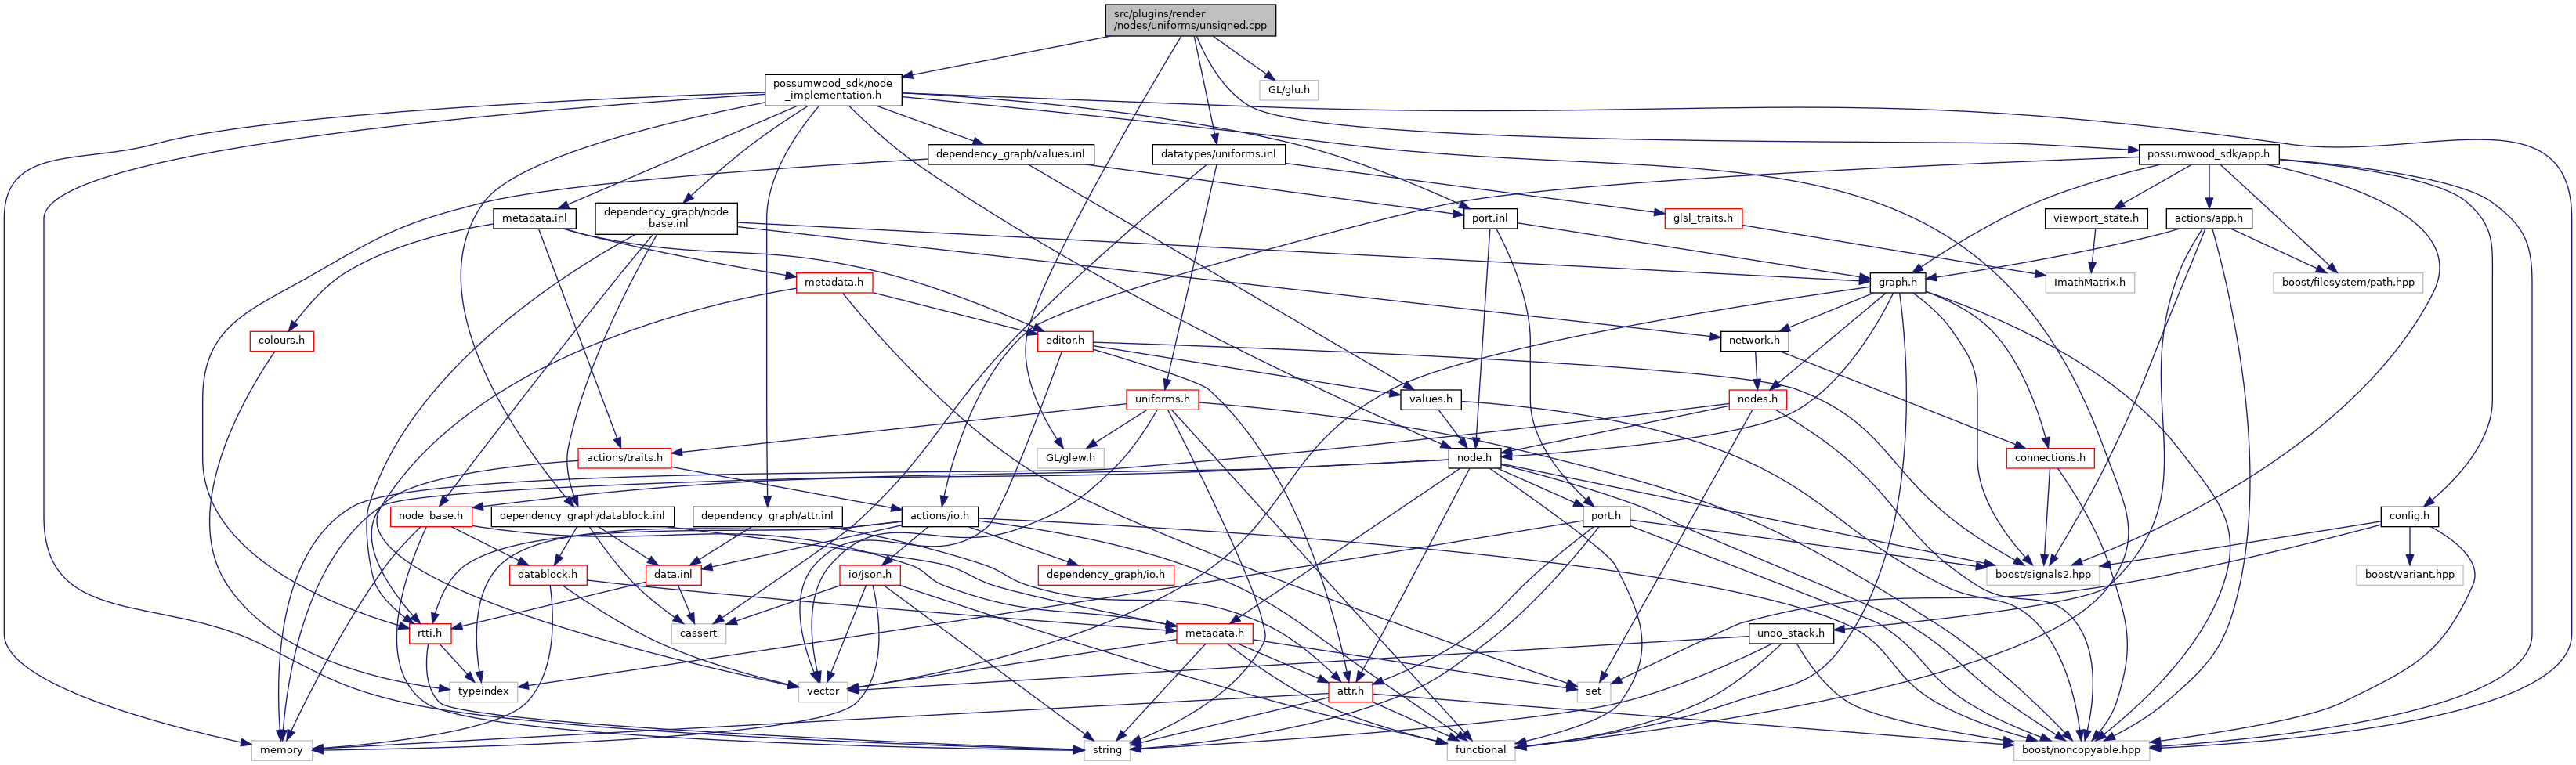 src/plugins/render
/nodes/uniforms/unsigned.cpp
possumwood_sdk/node
_implementation.h
GL/glu.h
dependency_graph/values.inl
datatypes/uniforms.inl
possumwood_sdk/app.h
metadata.inl
dependency_graph/node
_base.inl
port.inl
glsl_traits.h
viewport_state.h
actions/app.h
metadata.h
graph.h
ImathMatrix.h
boost/filesystem/path.hpp
colours.h
editor.h
network.h
uniforms.h
values.h
nodes.h
actions/traits.h
GL/glew.h
node.h
connections.h
node_base.h
dependency_graph/datablock.inl
dependency_graph/attr.inl
actions/io.h
port.h
config.h
datablock.h
data.inl
io/json.h
dependency_graph/io.h
boost/signals2.hpp
boost/variant.hpp
rtti.h
cassert
metadata.h
undo_stack.h
typeindex
vector
attr.h
set
memory
string
functional
boost/noncopyable.hpp